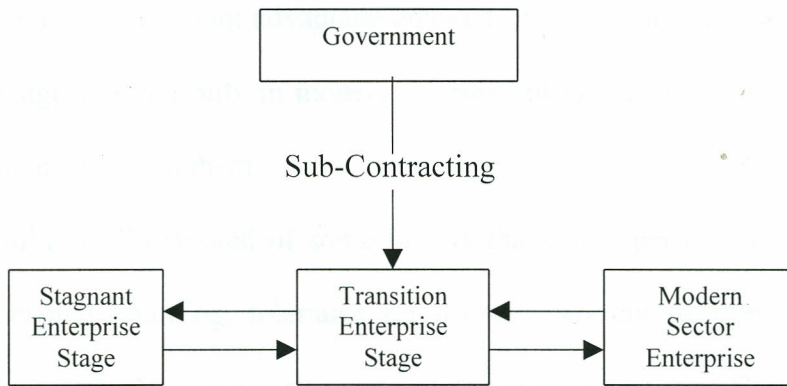 Government
Sub-Contracting
Stagnant
Enterprise
Stage
Transition
Enterprise
Stage
Modern
Sector
Enterprise